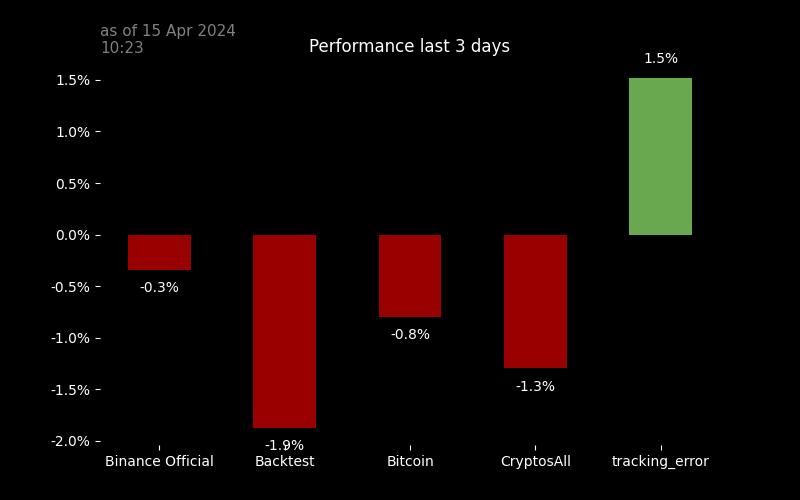 as of 15 Apr 2024
10:23
Performance last 3 days
1.5%
1.5%
1.0%
0.5%
0.0%
-0.5%
-0.3%
-1.0%
-0.8%
-1.5%
-1.3%
-2.0%
-1.9%
Binance Official
Backtest
Bitcoin
CryptosAll
tracking_error